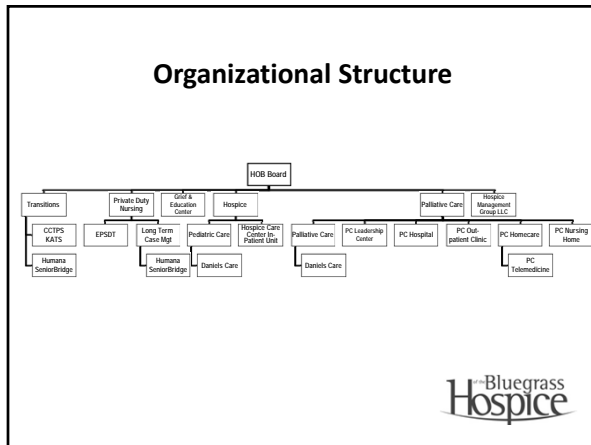 Organizational Structure
HOB Board
Transitions
Private Duty
Nursing
Grief &
Education
Center
Hospice
Palliative Care
Hospice
Management
Group LLC
CCTPS
KATS
EPSDT
Long Term
Case Mgt
Pediatric Care
Hospice Care
Center In-
Patient Unit
Palliative Care
PC Leadership
Center
PC Hospital
PC Out-
patient Clinic
PC Homecare
PC Nursing
Home
Humana
SeniorBridge
Humana
SeniorBridge
Daniels Care
Daniels Care
PC
Telemedicine
of the Bluegrass
Hospice